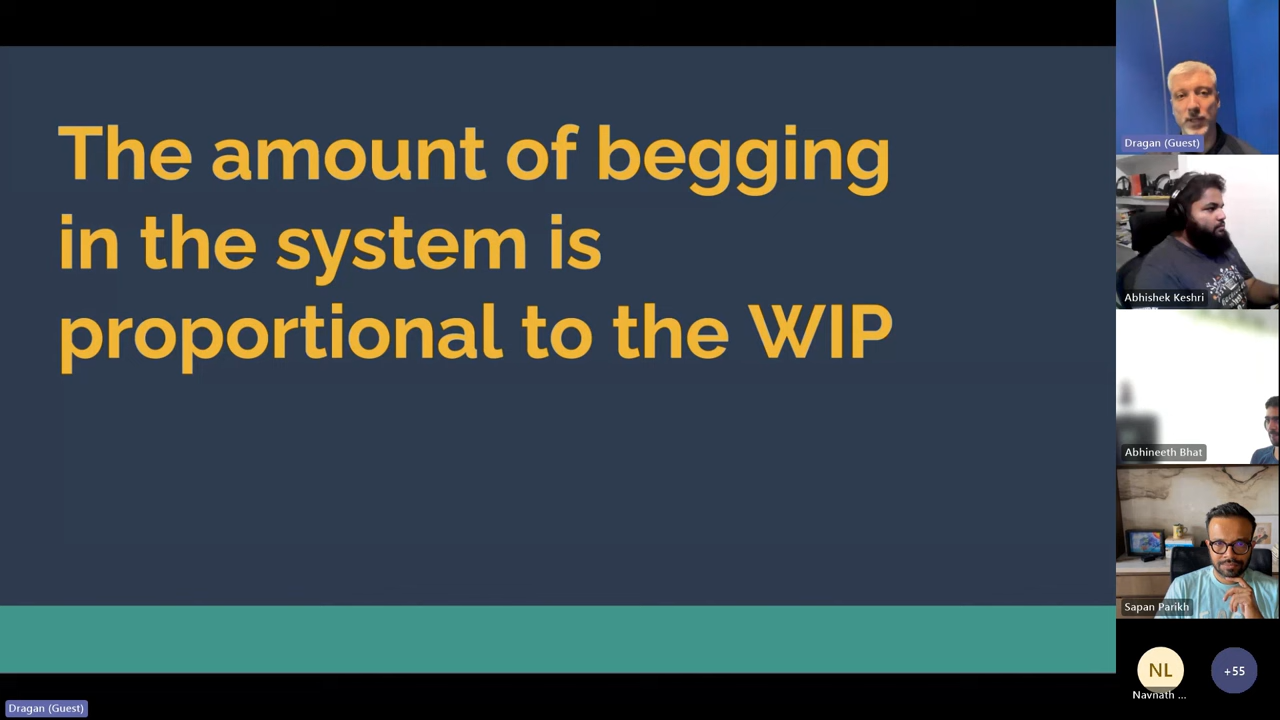 The amount of begging
in the system is
proportional to the WIP
Dragan (Guest)
Abhishek Keshri
Abhineeth Bhat
Sapan Parikh
NL
+55
Navnath ...
Dragan (Guest)